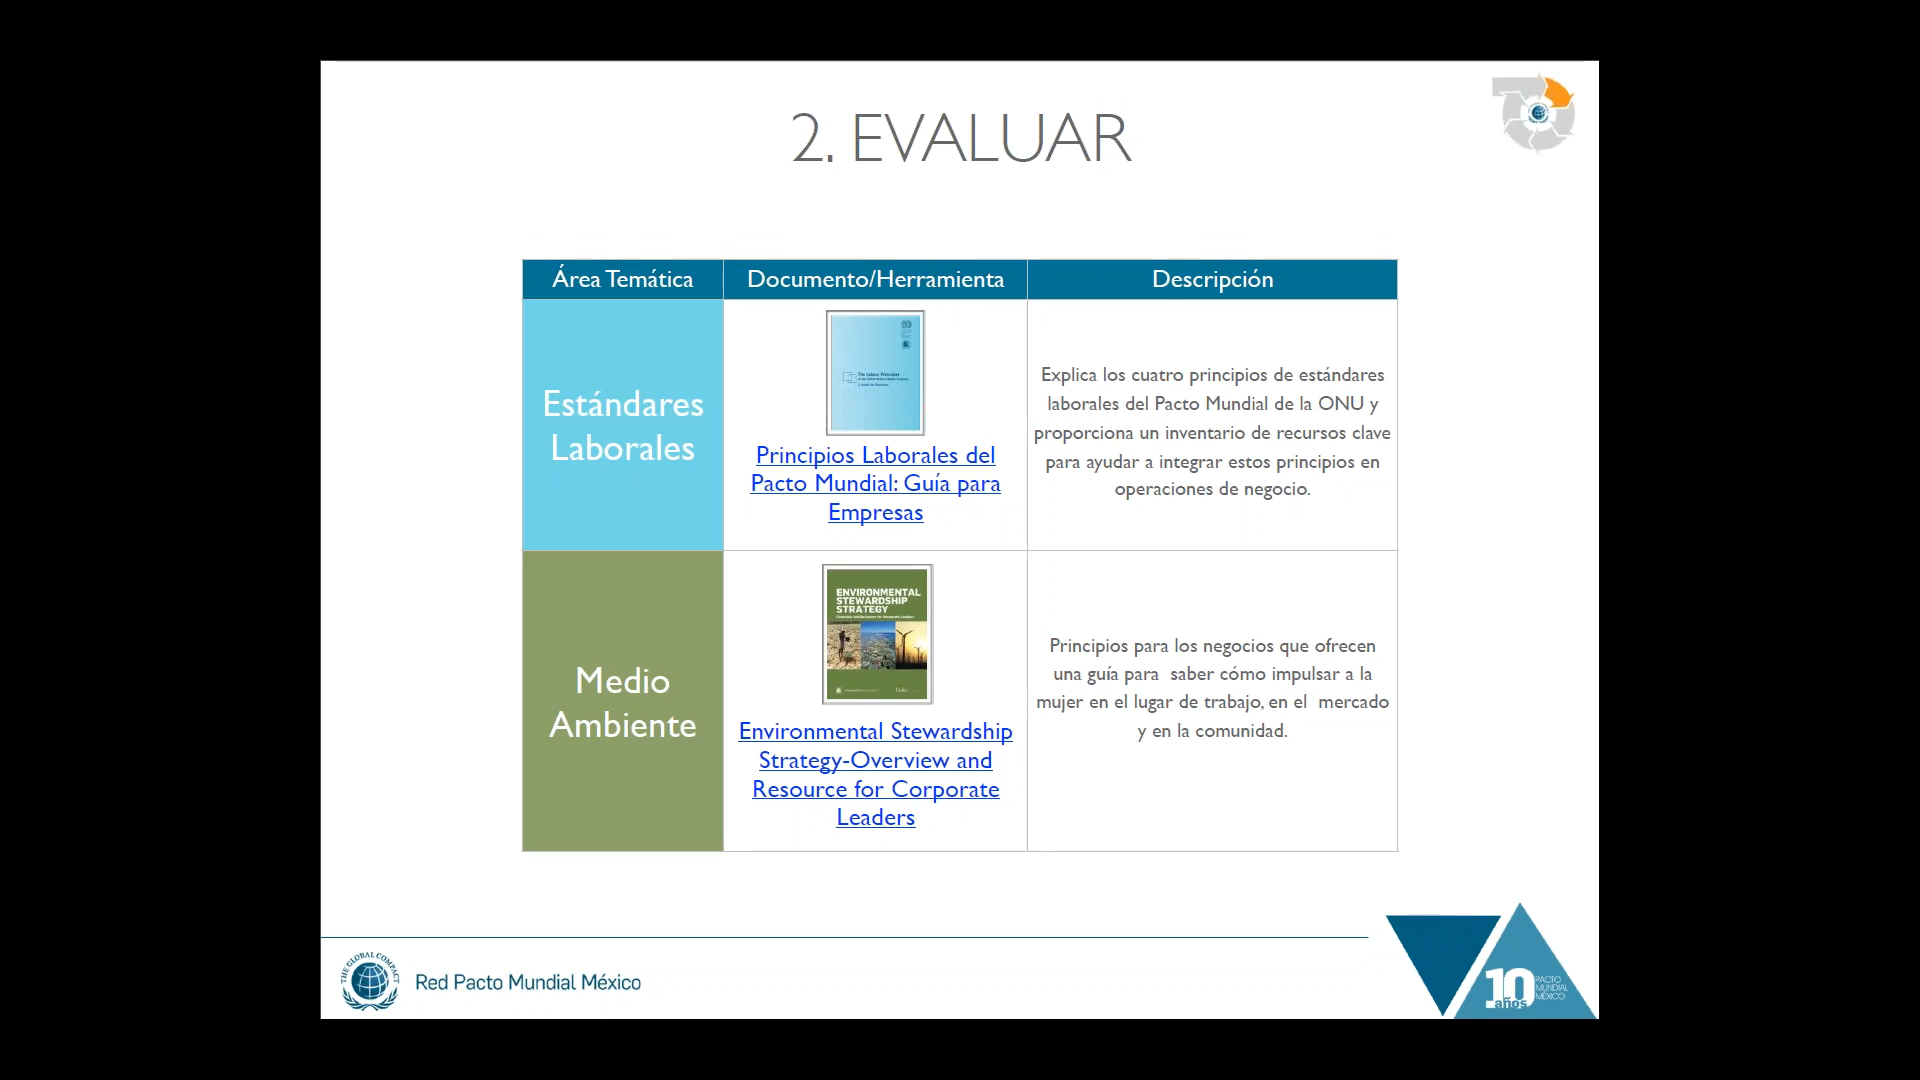 2. EVALUAR
Área Temática
Documento/Herramienta
Descripción
Estándares
Laborales
The Labour Principles
Principios Laborales del
Pacto Mundial: Guía para
Empresas
Explica los cuatro principios de estándares
laborales del Pacto Mundial de la ONU y
proporciona un inventario de recursos clave
para ayudar a integrar estos principios en
operaciones de negocio.
Medio
Ambiente
ENVIRONMENTAL
STEWARDSHIP
STRATEGY
Environmental Stewardship
Strategy-Overview and
Resource for Corporate
Leaders
Principios para los negocios que ofrecen
una guía para  saber cómo impulsar a la
mujer en el lugar de trabajo, en el  mercado
y en la comunidad.
THE GLOBAL COMPACT
Red Pacto Mundial México
10
años
PACTO
MUNDIAL
MÉXICO